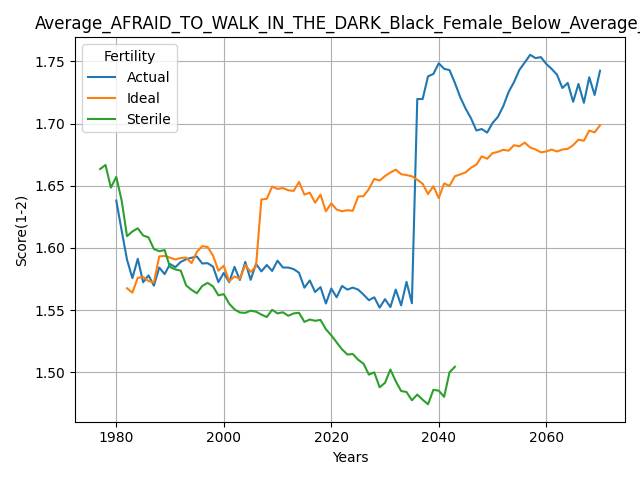 Average_AFRAID_TO_WALK_IN_THE_DARK_Black_Female_Below_Average_
Fertility
Actual
Ideal
Sterile
Score(1-2)
1.75
1.70
1.65
1.60
1.55
1.50
1980
2000
2020
2040
2060
Years